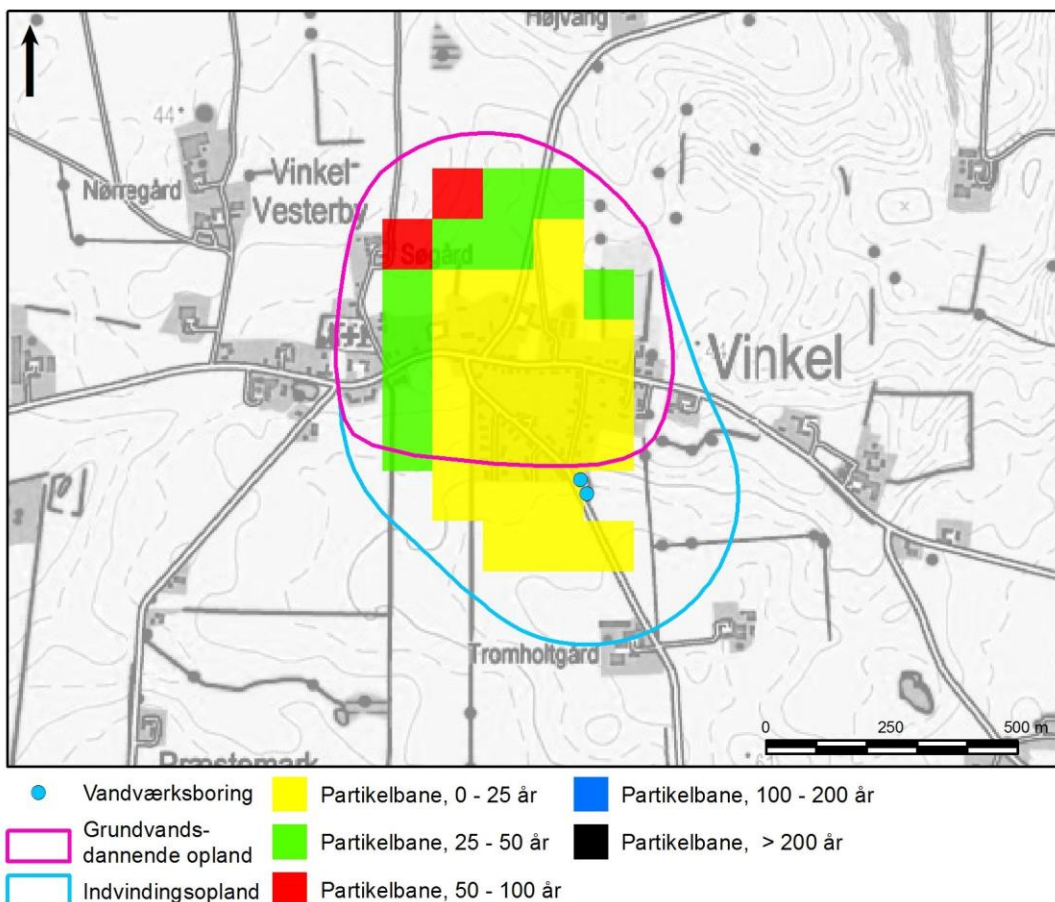 Højvang
44
Nørregård
Vinkel-
Vesterby
Søgård
Vinkel
Tromholtgård
Præstemark
0 250 500 m
Vandværksboring
Grundvands-
dannende opland
Indvindingsopland
Partikelbane, 0 - 25 år
Partikelbane, 25 - 50 år
Partikelbane, 50 - 100 år
Partikelbane, 100 - 200 år
Partikelbane, > 200 år